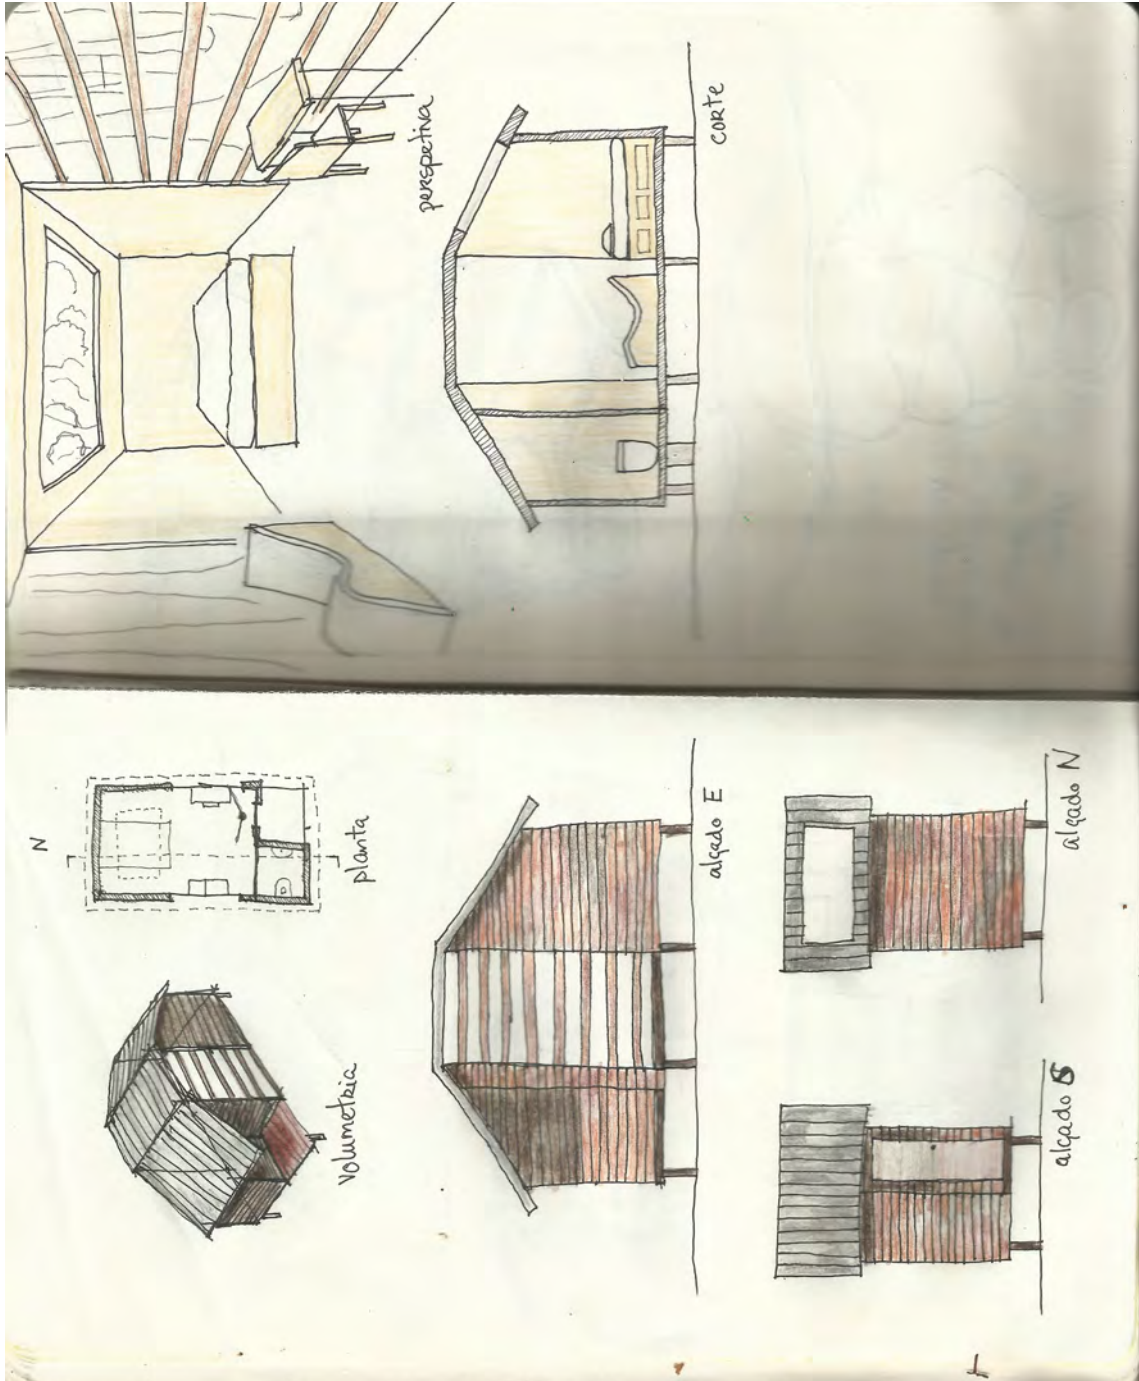 N
volumetria
planta
alçado E
alçado S
alçado N
perspetiva
CORTE